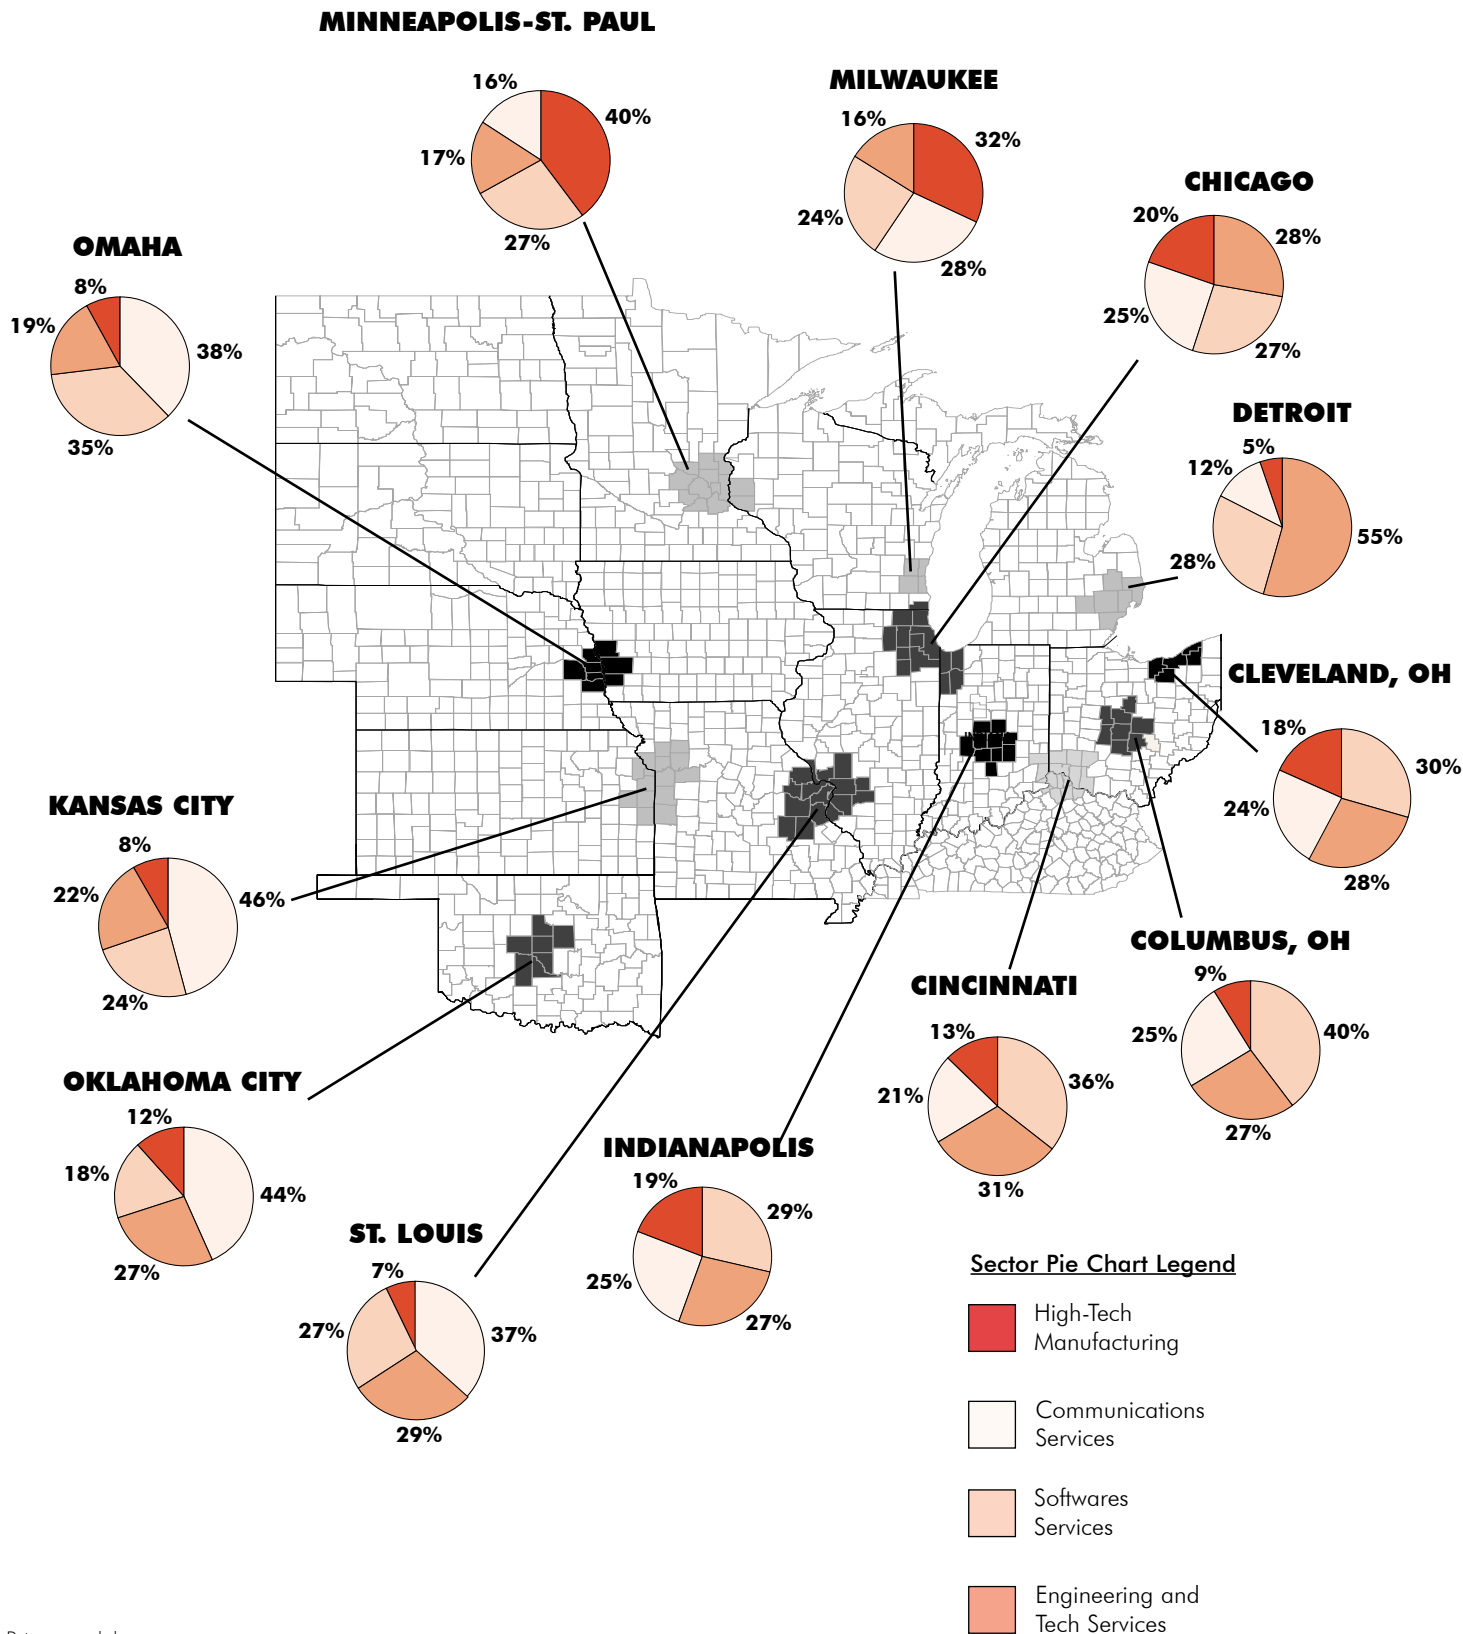 MINNEAPOLIS-ST. PAUL
16%
40%
17%
27%
MILWAUKEE
16%
32%
24%
28%
CHICAGO
20%
28%
25%
27%
OMAHA
8%
19%
38%
35%
DETROIT
5%
12%
55%
28%
CLEVELAND, OH
18%
30%
24%
28%
KANSAS CITY
8%
22%
46%
24%
COLUMBUS, OH
9%
25%
40%
27%
CINCINNATI
13%
21%
36%
31%
OKLAHOMA CITY
12%
18%
44%
27%
INDIANAPOLIS
19%
29%
25%
27%
ST. LOUIS
7%
27%
37%
29%
Sector Pie Chart Legend
High-Tech
Manufacturing
Communications
Services
Softwares
Services
Engineering and
Tech Services